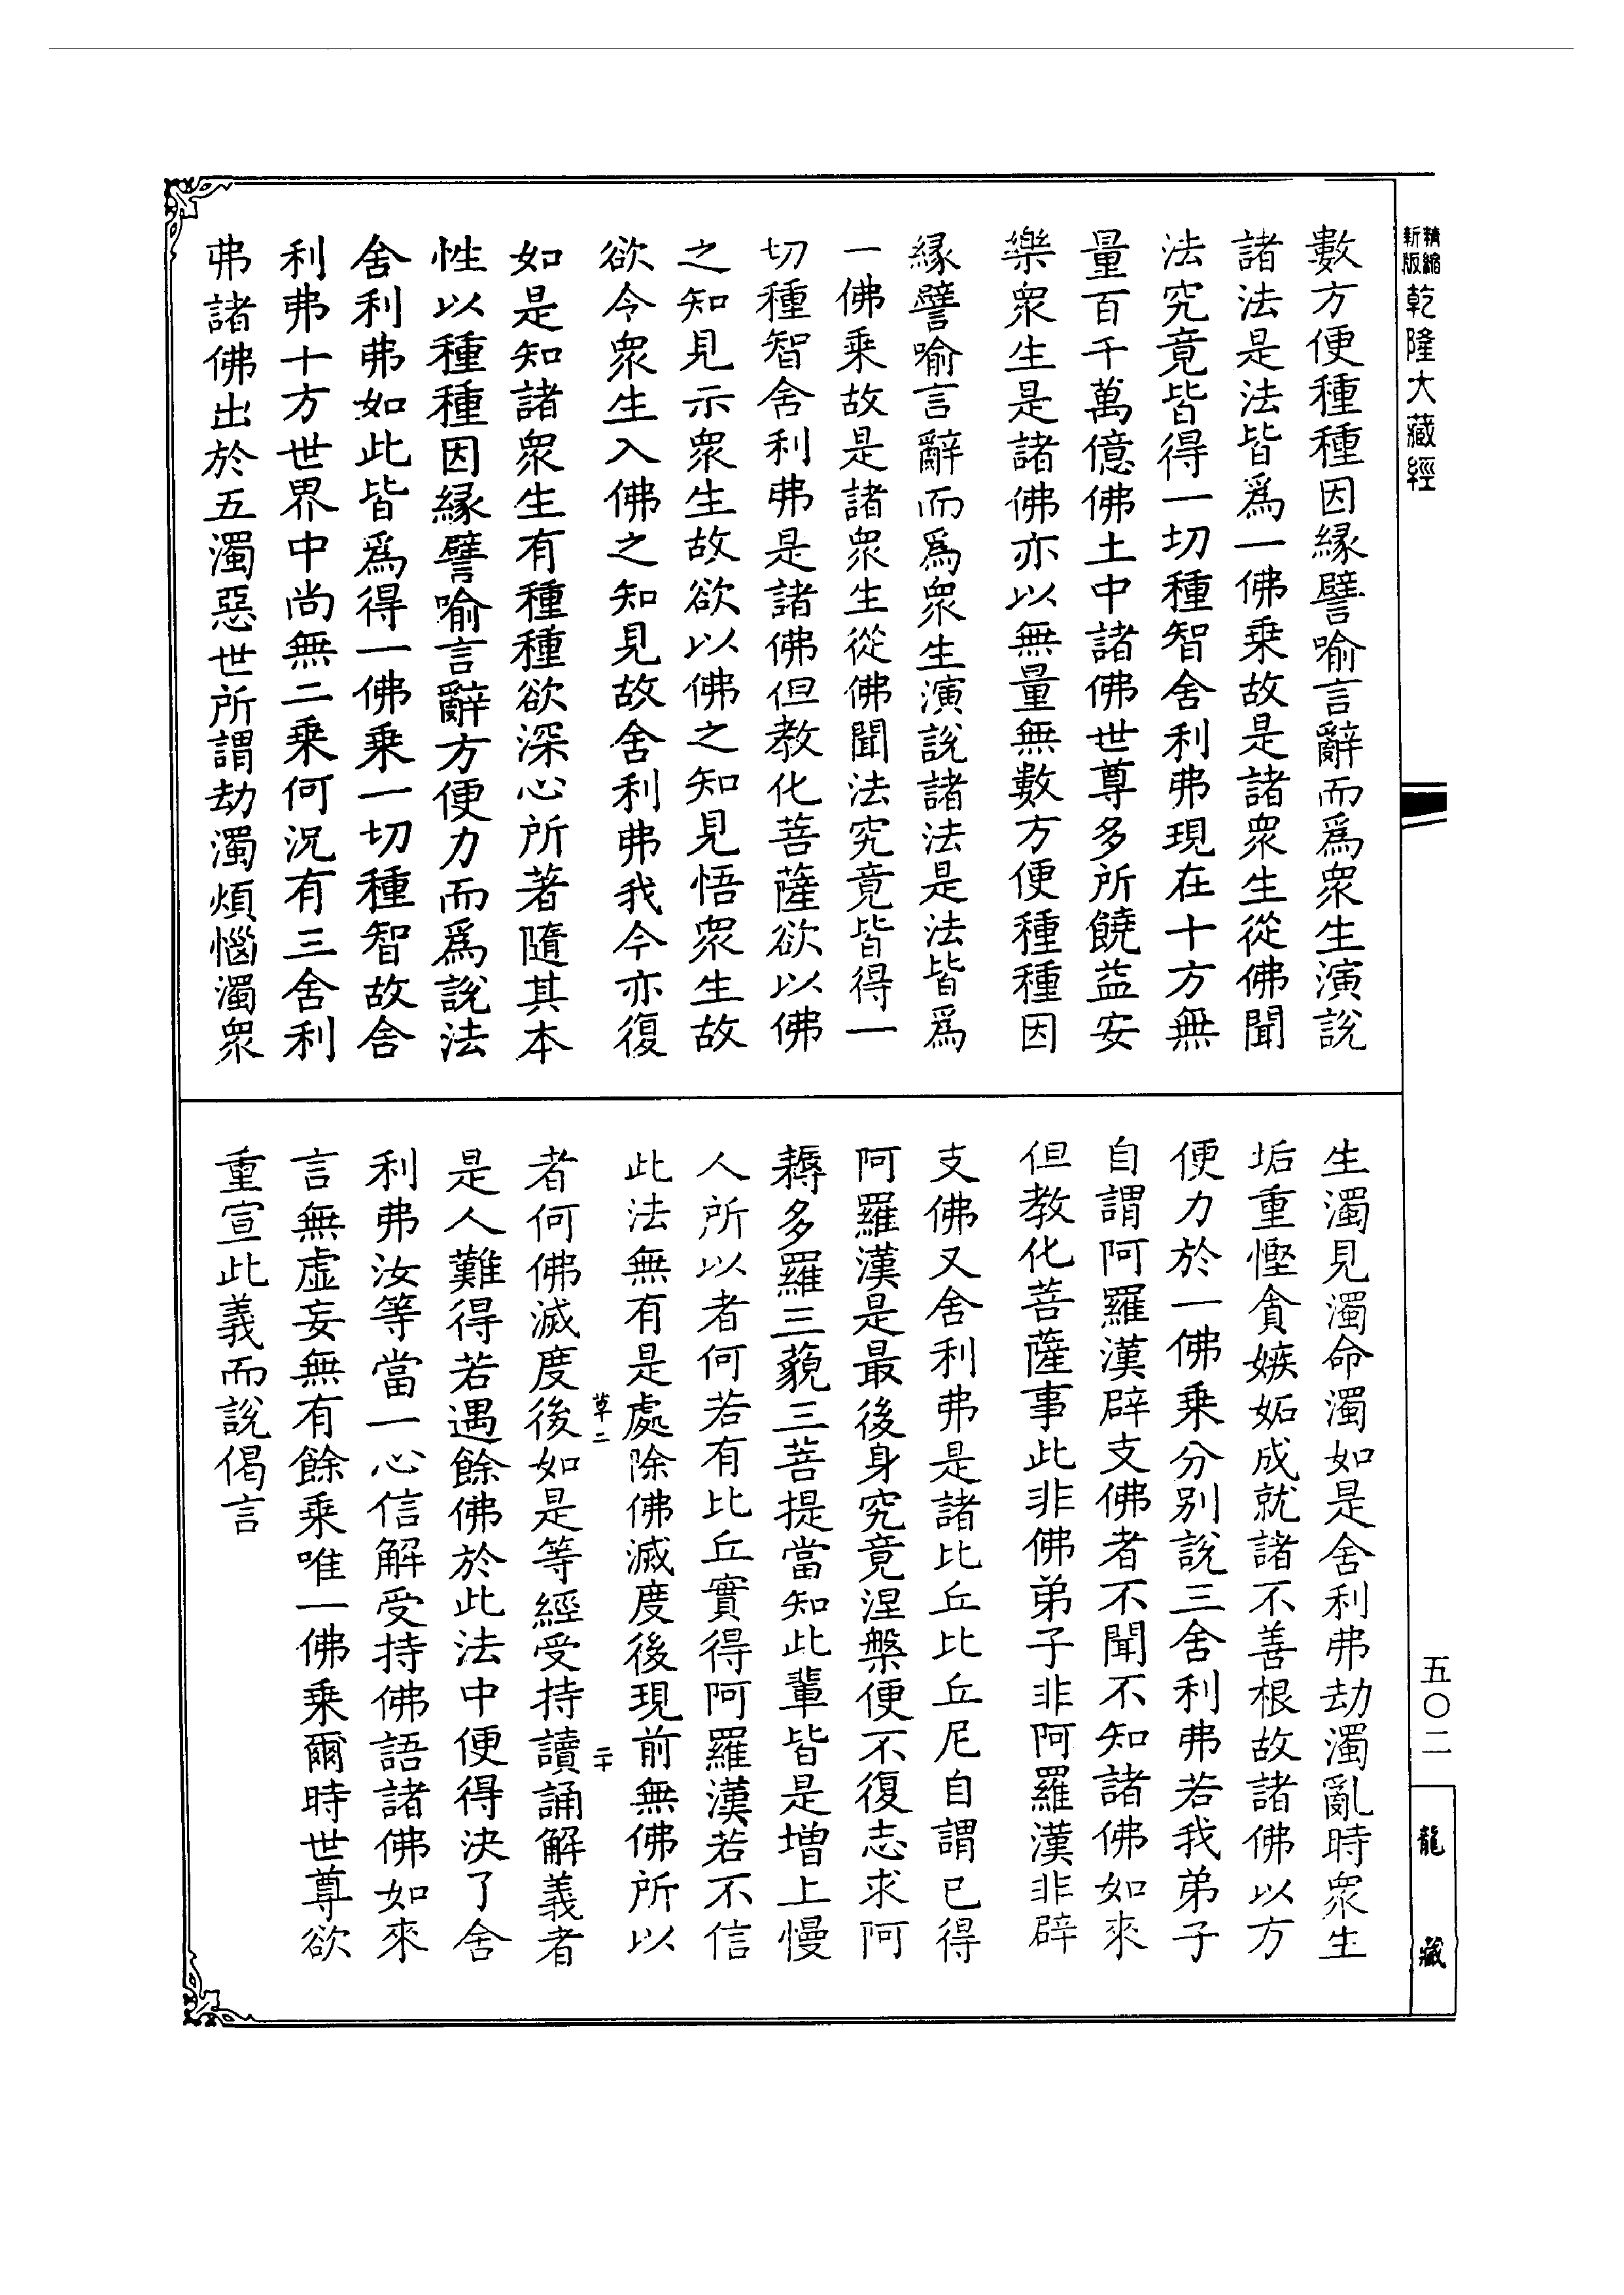 精縮新版乾隆大藏經
數方便種種因緣譬喻言辭而為眾生演說
諸法是法皆為一佛乘故是諸眾生從佛聞
法究竟皆得一切種智舍利弗現在十方無
量百千萬億佛土中諸佛世尊多所饒益安
樂眾生是諸佛亦以無量無數方便種種因
緣譬喻言辭而為眾生演說諸法是法皆為
一佛乘故是諸眾生從佛聞法究竟皆得一
切種智舍利弗是諸佛但教化菩薩欲以佛
之知見示眾生故欲以佛之知見悟眾生故
欲令眾生入佛之知見故舍利弗我今亦復
如是知諸眾生有種種欲深心所著隨其本
性以種種因緣譬喻言辭方便力而為說法
舍利弗如此皆為得一佛乘一切種智故舍
利弗十方世界中尚無二乘何況有三舍利
弗諸佛出於五濁惡世所謂劫濁煩惱濁眾
生濁見濁命濁如是舍利弗劫濁亂時眾生
垢重慳貪嫉妬成就諸不善根故諸佛以方
便力於一佛乘分別說三舍利弗若我弟子
自謂阿羅漢辟支佛者不聞不知諸佛如來
但教化菩薩事此非佛弟子非阿羅漢非辟
支佛又舍利弗是諸比丘比丘尼自謂已得
阿羅漢是最後身究竟涅槃便不復志求阿
耨多羅三藐三菩提當知此輩皆是增上慢
人所以者何若有比丘實得阿羅漢若不信
此法無有是處除佛滅度後現前無佛所以
草二
二十
者何佛滅度後如是等經受持讀誦解義者
是人難得若遇餘佛於此法中便得決了舍
利弗汝等當一心信解受持佛語諸佛如來
言無虛妄無有餘乘唯一佛乘爾時世尊欲
重宣此義而說偈言
五〇二
龍藏